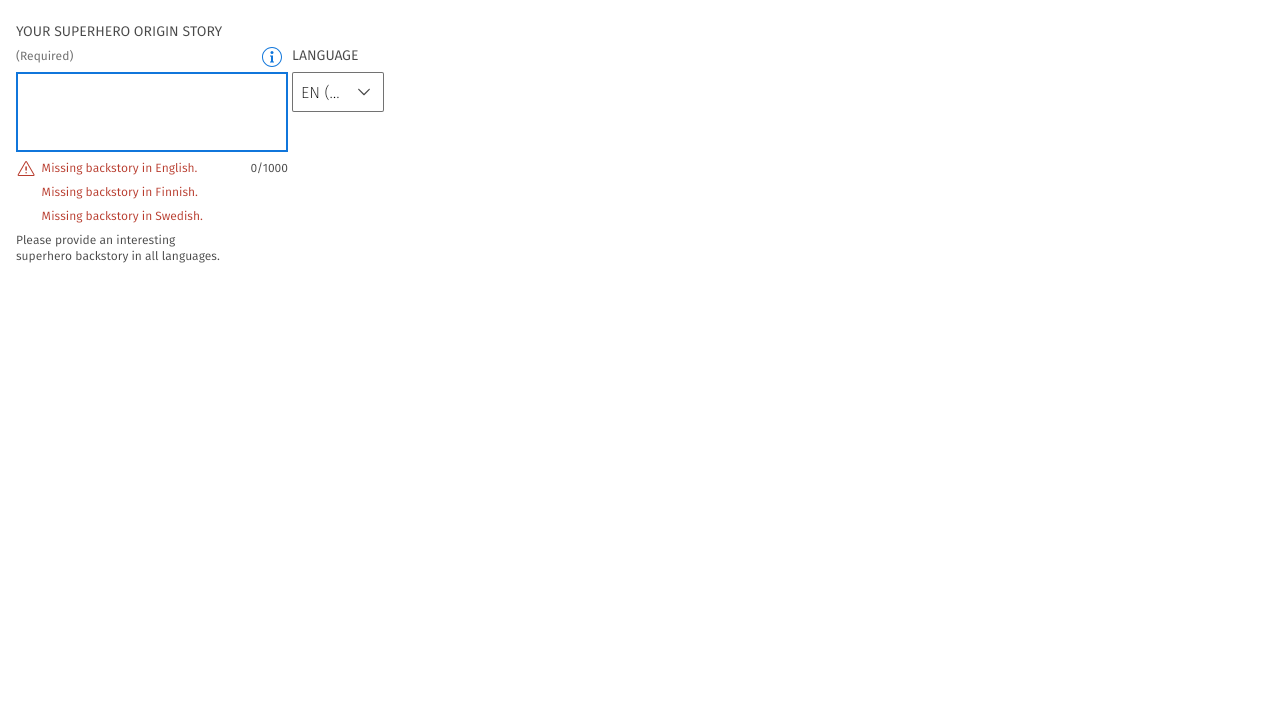 YOUR SUPERHERO ORIGIN STORY
(Required)
LANGUAGE
EN (...
Missing backstory in English.
0/1000
Missing backstory in Finnish.
Missing backstory in Swedish.
Please provide an interesting
superhero backstory in all languages.